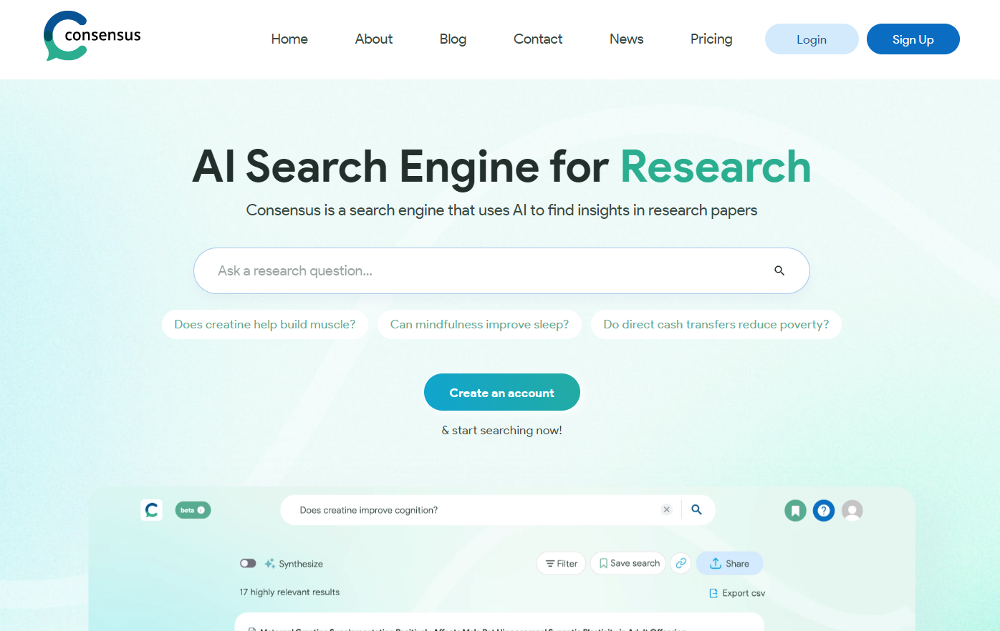 consensus
Home About Blog Contact News Pricing Login Sign Up
AI Search Engine for Research
Consensus is a search engine that uses AI to find insights in research papers
Ask a research question...
Does creatine help build muscle? Can mindfulness improve sleep? Do direct cash transfers reduce poverty?
Create an account
& start searching now!
beta Does creatine improve cognition?
Synthesize Filter Save search Share
17 highly relevant results Export csv